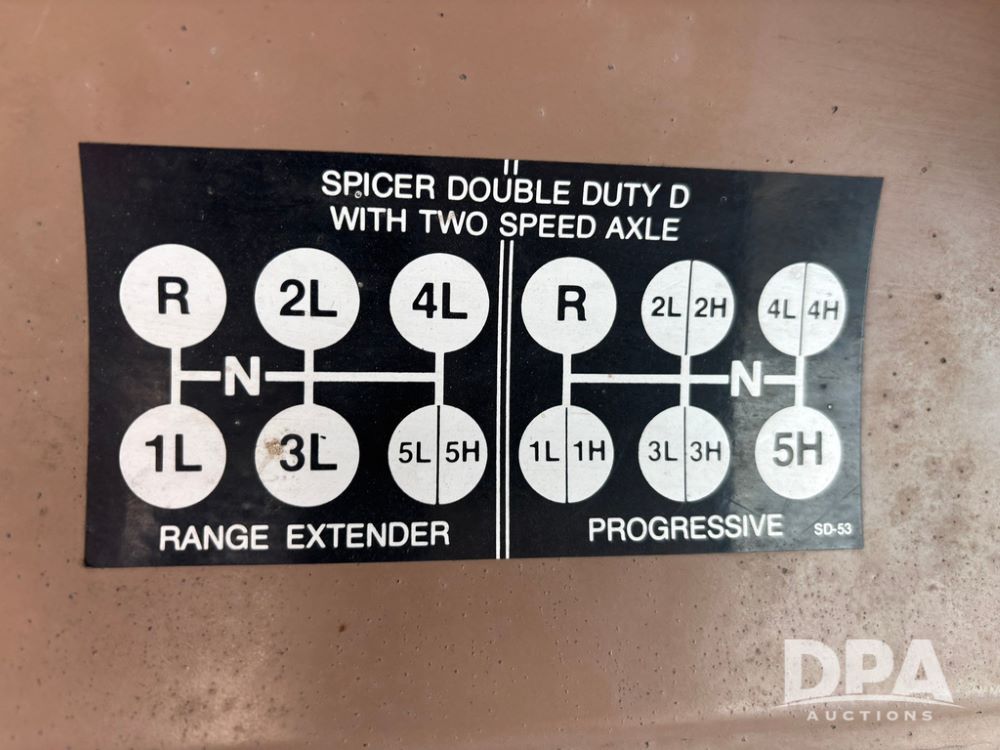 SPICER DOUBLE DUTY D
WITH TWO SPEED AXLE
R 2L 4L
N
1L 3L 5L 5H
RANGE EXTENDER
R 2L 2H 4L 4H
N
1L 1H 3L 3H 5H
PROGRESSIVE
SD-53
DPA
AUCTIONS